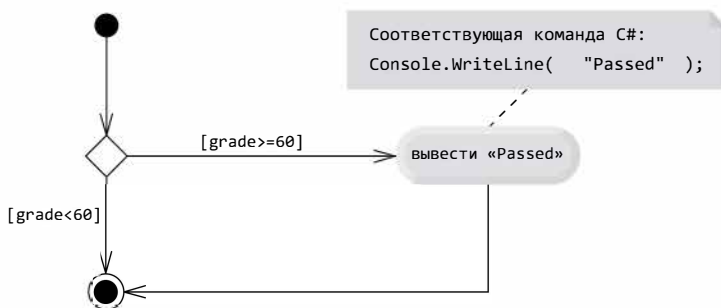 Соответствующая команда C#:
Console.WriteLine( "Passed" );
[grade>=60]
вывести «Passed»
[grade<60]